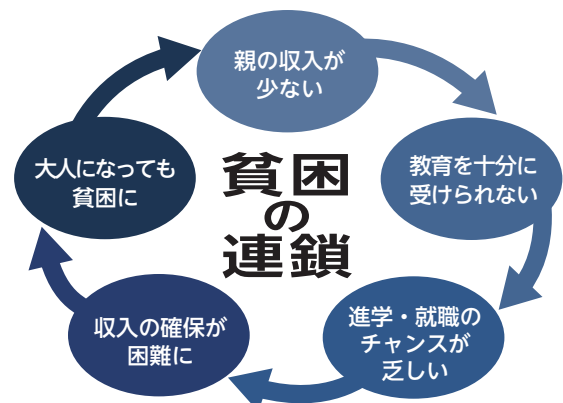 親の収入が
少ない
教育を十分に
受けられない
進学・就職の
チャンスが
乏しい
収入の確保が
困難に
大人になっても
貧困に
貧困
の
連鎖